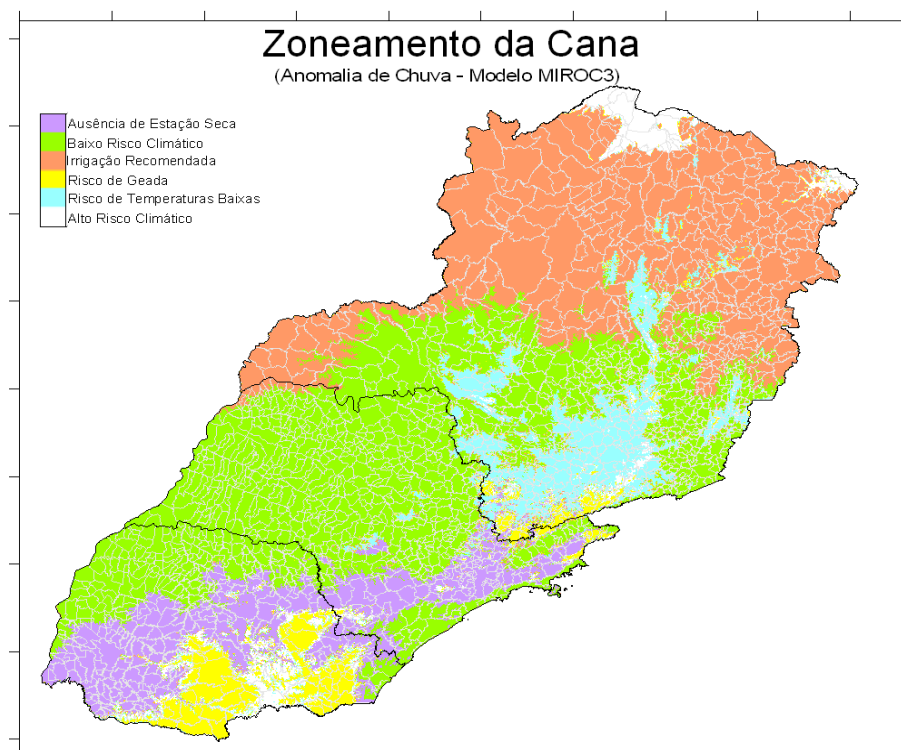 Zoneamento da Cana
(Anomalia de Chuva - Modelo MIROC3)
Ausência de Estação Seca
Baixo Risco Climático
Irrigação Recomendada
Risco de Geada
Risco de Temperaturas Baixas
Alto Risco Climático